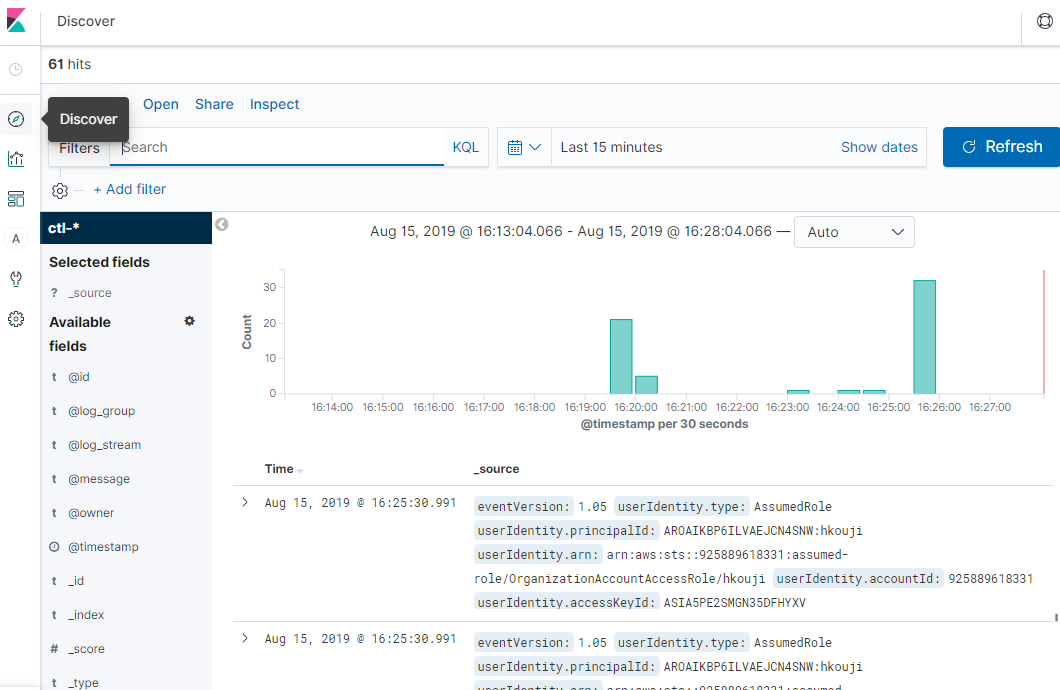 Discover
61 hits
Open Share Inspect
Discover
Filters Search KQL Last 15 minutes Show dates Refresh
+ Add filter
ctl-*
Aug 15, 2019 @ 16:13:04.066 - Aug 15, 2019 @ 16:28:04.066 — Auto
A
Selected fields
? _source
Available
fields
t @id
t @log_group
t @log_stream
t @message
t @owner
@timestamp
t _id
t _index
# _score
t _type
Count
30
20
10
0
16:14:00 16:15:00 16:16:00 16:17:00 16:18:00 16:19:00 16:20:00 16:21:00 16:22:00 16:23:00 16:24:00 16:25:00 16:26:00 16:27:00
@timestamp per 30 seconds
Time _source
Aug 15, 2019 @ 16:25:30.991 eventVersion: 1.05 userIdentity.type: AssumedRole
userIdentity.principalId: AROAIKBP6ILVAEJCN4SNW:hkouji
userIdentity.arn: arn:aws:sts::925889618331:assumed-
role/OrganizationAccountAccessRole/hkouji userIdentity.accountId: 925889618331
userIdentity.accessKeyId: ASIA5PE2SMGN35DFHYXV
Aug 15, 2019 @ 16:25:30.991 eventVersion: 1.05 userIdentity.type: AssumedRole
userIdentity.principalId: AROAIKBP6ILVAEJCN4SNW:hkouji
userIdentity.arn: arn:aws:sts::925889618331:assumed-